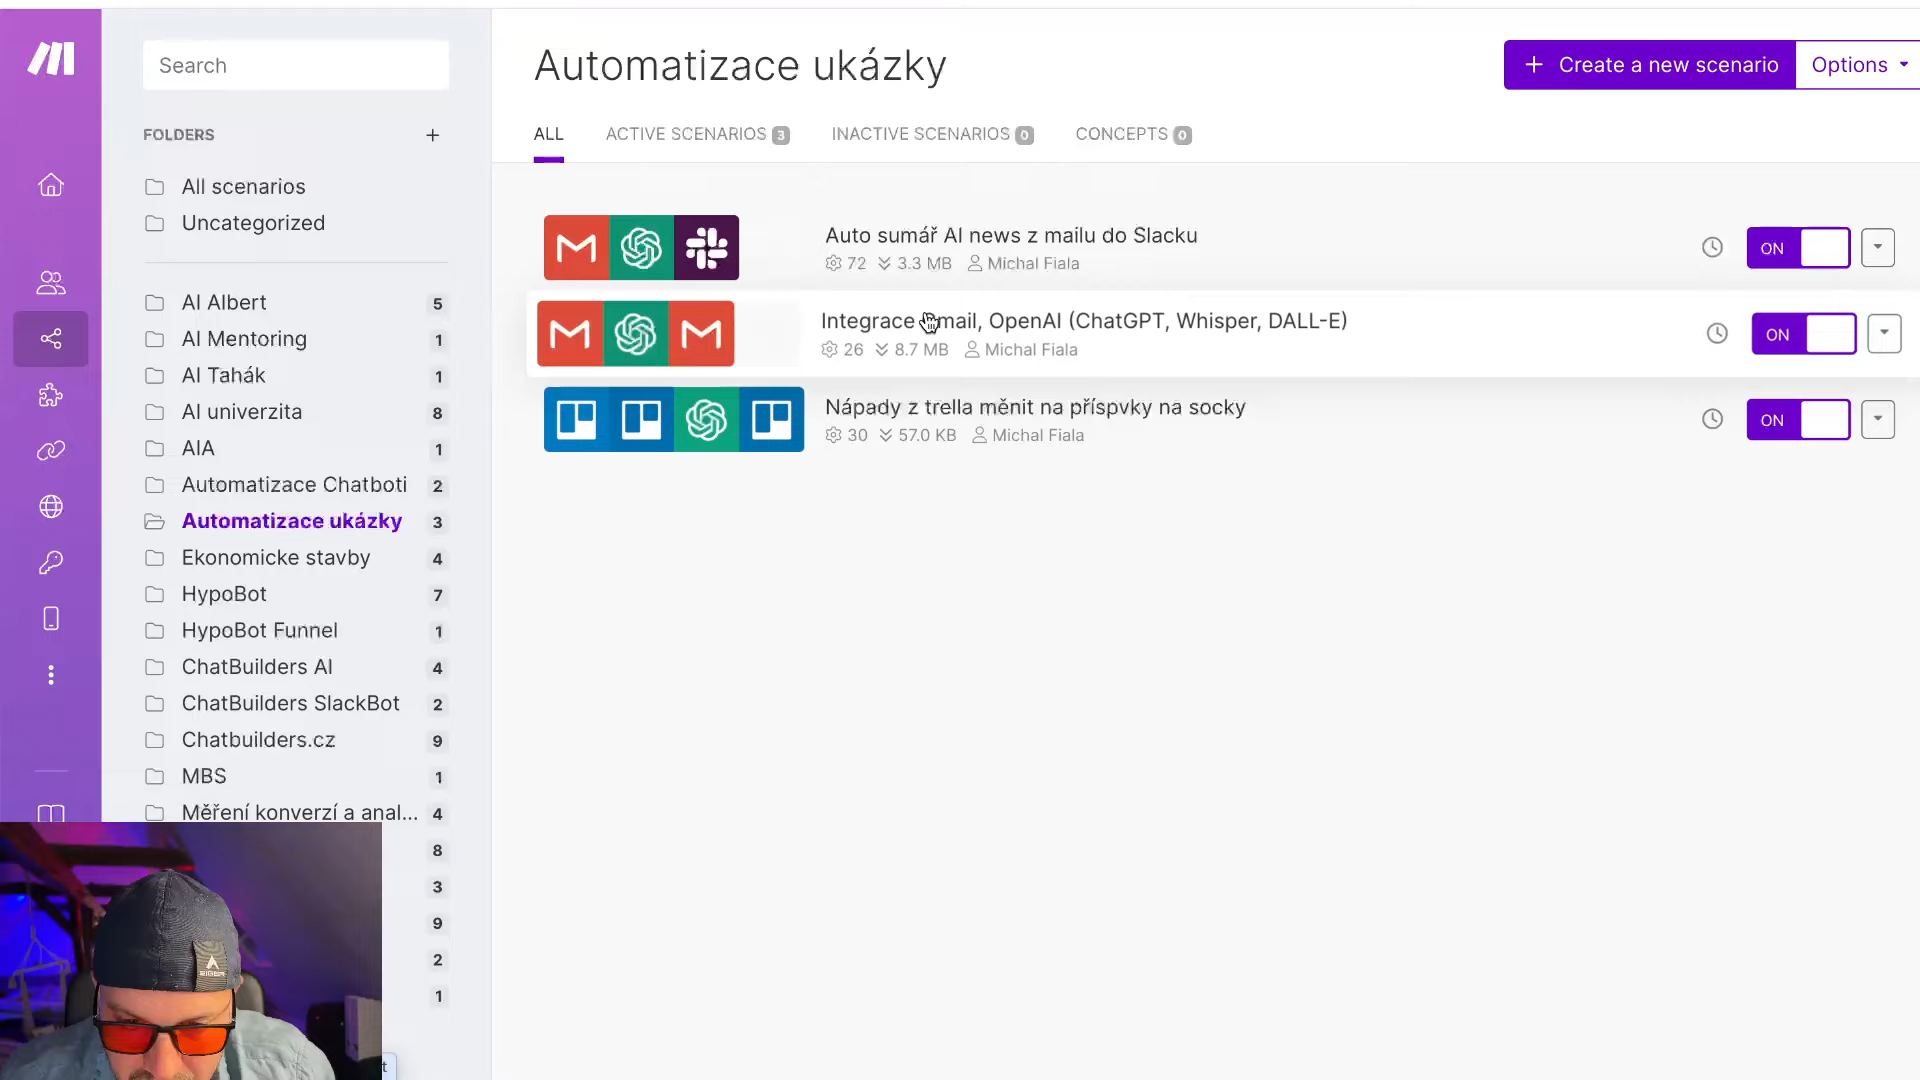 Search
FOLDERS
All scenarios
Uncategorized
AI Albert 5
AI Mentoring 1
AI Tahák 1
AI univerzita 8
AIA 1
Automatizace Chatboti 2
Automatizace ukázky 3
Ekonomicke stavby 4
HypoBot 7
HypoBot Funnel 1
ChatBuilders AI 4
ChatBuilders SlackBot 2
Chatbuilders.cz 9
MBS 1
Měření konverzí a anal... 4
8
3
9
2
1
Automatizace ukázky
+ Create a new scenario
Options
ALL
ACTIVE SCENARIOS 3
INACTIVE SCENARIOS 0
CONCEPTS 0
Auto sumář AI news z mailu do Slacku
72 3.3 MB Michal Fiala
ON
Integrace mail, OpenAI (ChatGPT, Whisper, DALL-E)
26 8.7 MB Michal Fiala
ON
Nápady z trella měnit na příspvky na socky
30 57.0 KB Michal Fiala
ON